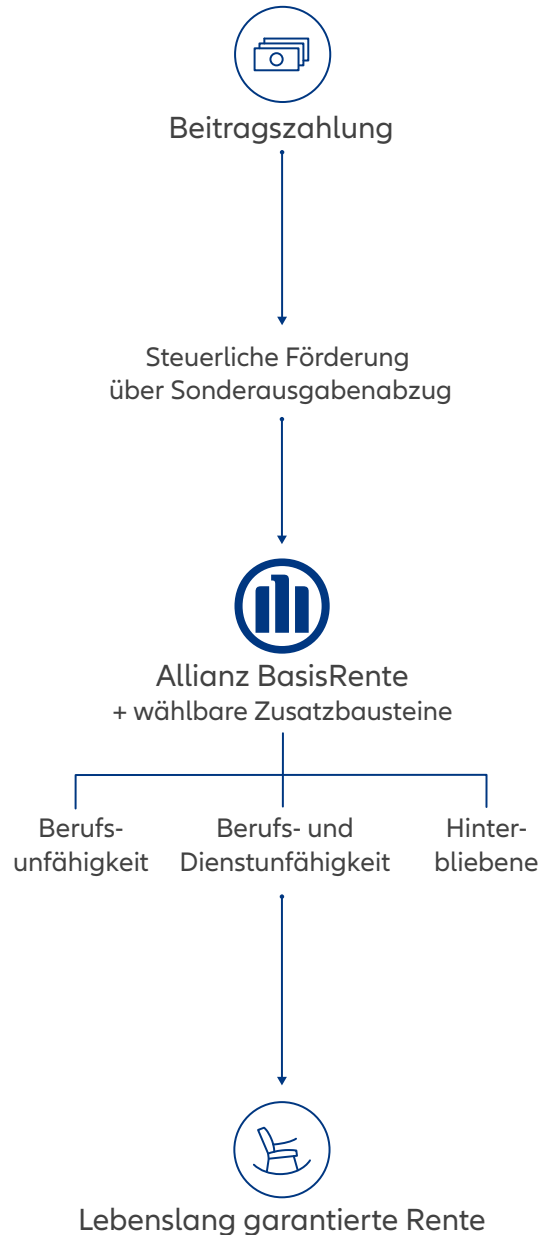 Beitragszahlung
Steuerliche Förderung
über Sonderausgabenabzug
Allianz BasisRente
+ wählbare Zusatzbausteine
Berufs-
unfähigkeit
Berufs- und
Dienstunfähigkeit
Hinter-
bliebene
Lebenslang garantierte Rente